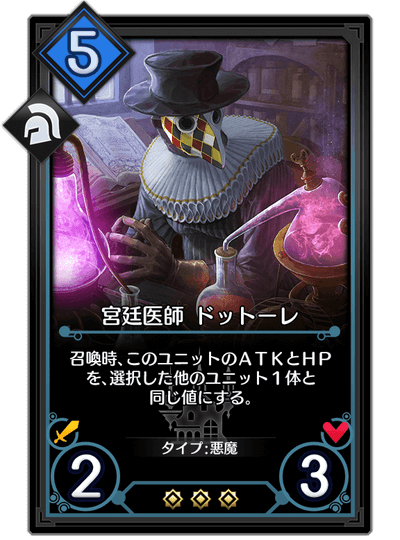 5
宮廷医師 ドットーレ
召喚時、このユニットのATKとHP
を、選択した他のユニット1体と
同じ値にする。
タイプ:悪魔
2
3